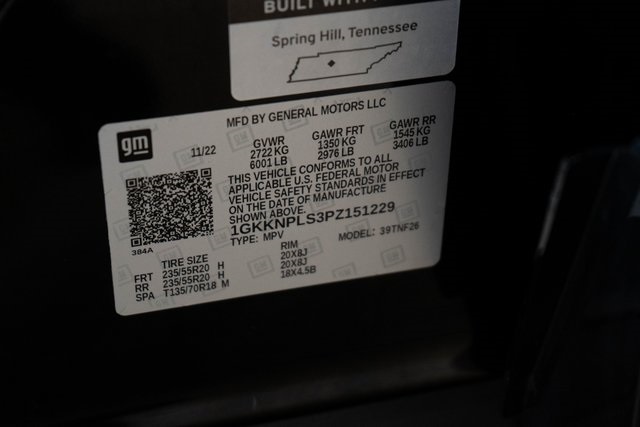 BUILT WITH
Spring Hill, Tennessee
MFD BY GENERAL MOTORS LLC
gm
11/22
GVWR GAWR FRT GAWR RR
2722 KG 1350 KG 1545 KG
6001 LB 2976 LB 3406 LB
THIS VEHICLE CONFORMS TO ALL
APPLICABLE U.S. FEDERAL MOTOR
VEHICLE SAFETY STANDARDS IN EFFECT
ON THE DATE OF MANUFACTURE
SHOWN ABOVE.
1GKKNPLS3PZ151229
TYPE: MPV MODEL: 39TNF26
384A
TIRE SIZE RIM
FRT 235/55R20 H 20X8J
RR 235/55R20 H 20X8J
SPA T135/70R18 M 18X4.5B